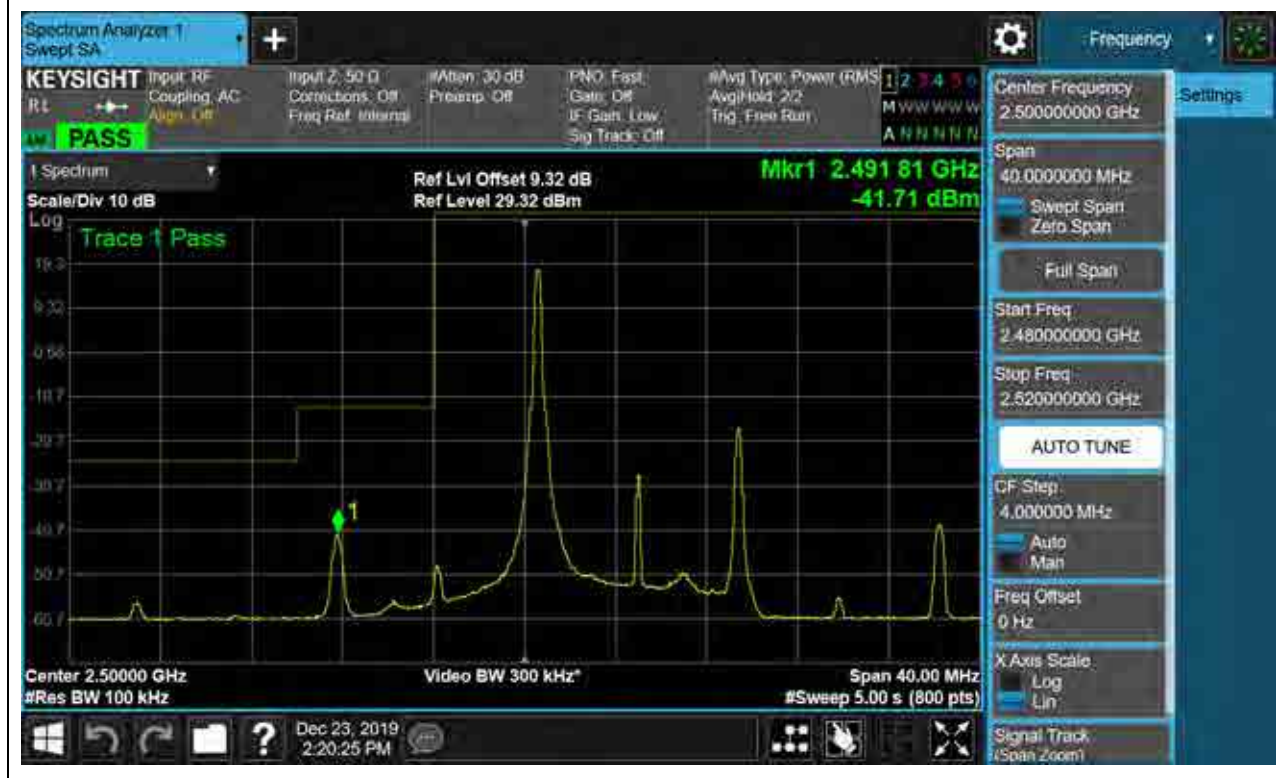 Spectrum Analyzer 1
Swept SA
Frequency
KEYSIGHT
R L
PASS
Input: RF
Coupling: AC
Align: Off
Input Z: 50 Ω
Corrections: Off
Freq Ref: Internal
#Atten: 30 dB
Preamp: Off
PNO: Fast
Gate: Off
IF Gain: Low
Sig Track: Off
#Avg Type: Power (RMS
Avg|Hold: 2/2
Trig: Free Run
1 2 3 4 5 6
M W W W W W
A N N N N N
1 Spectrum
Scale/Div 10 dB
Ref Lvl Offset 9.32 dB
Ref Level 29.32 dBm
Mkr1 2.491 81 GHz
-41.71 dBm
Log
Trace 1 Pass
19.3
9.32
-0.68
-10.7
-20.7
-30.7
-40.7
-50.7
-60.7
1
Center 2.50000 GHz
#Res BW 100 kHz
Video BW 300 kHz*
Span 40.00 MHz
#Sweep 5.00 s (800 pts)
Dec 23, 2019
2:20:25 PM
Center Frequency
2.500000000 GHz
Span
40.0000000 MHz
Swept Span
Zero Span
Full Span
Start Freq
2.480000000 GHz
Stop Freq
2.520000000 GHz
AUTO TUNE
CF Step
4.000000 MHz
Auto
Man
Freq Offset
0 Hz
X Axis Scale
Log
Lin
Signal Track
(Span Zoom)
Settings